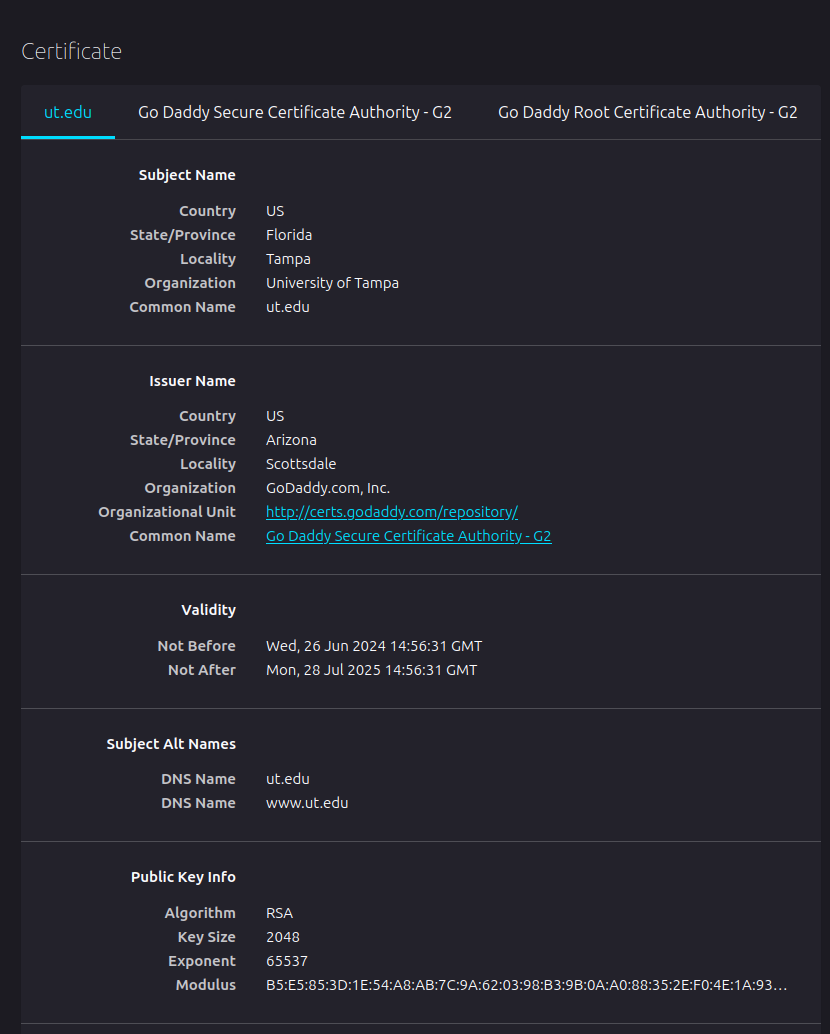 Certificate
ut.edu Go Daddy Secure Certificate Authority - G2 Go Daddy Root Certificate Authority - G2
Subject Name
Country US
State/Province Florida
Locality Tampa
Organization University of Tampa
Common Name ut.edu
Issuer Name
Country US
State/Province Arizona
Locality Scottsdale
Organization GoDaddy.com, Inc.
Organizational Unit http://certs.godaddy.com/repository/
Common Name Go Daddy Secure Certificate Authority - G2
Validity
Not Before Wed, 26 Jun 2024 14:56:31 GMT
Not After Mon, 28 Jul 2025 14:56:31 GMT
Subject Alt Names
DNS Name ut.edu
DNS Name www.ut.edu
Public Key Info
Algorithm RSA
Key Size 2048
Exponent 65537
Modulus B5:E5:85:3D:1E:54:A8:AB:7C:9A:62:03:98:B3:9B:0A:A0:88:35:2E:F0:4E:1A:93…